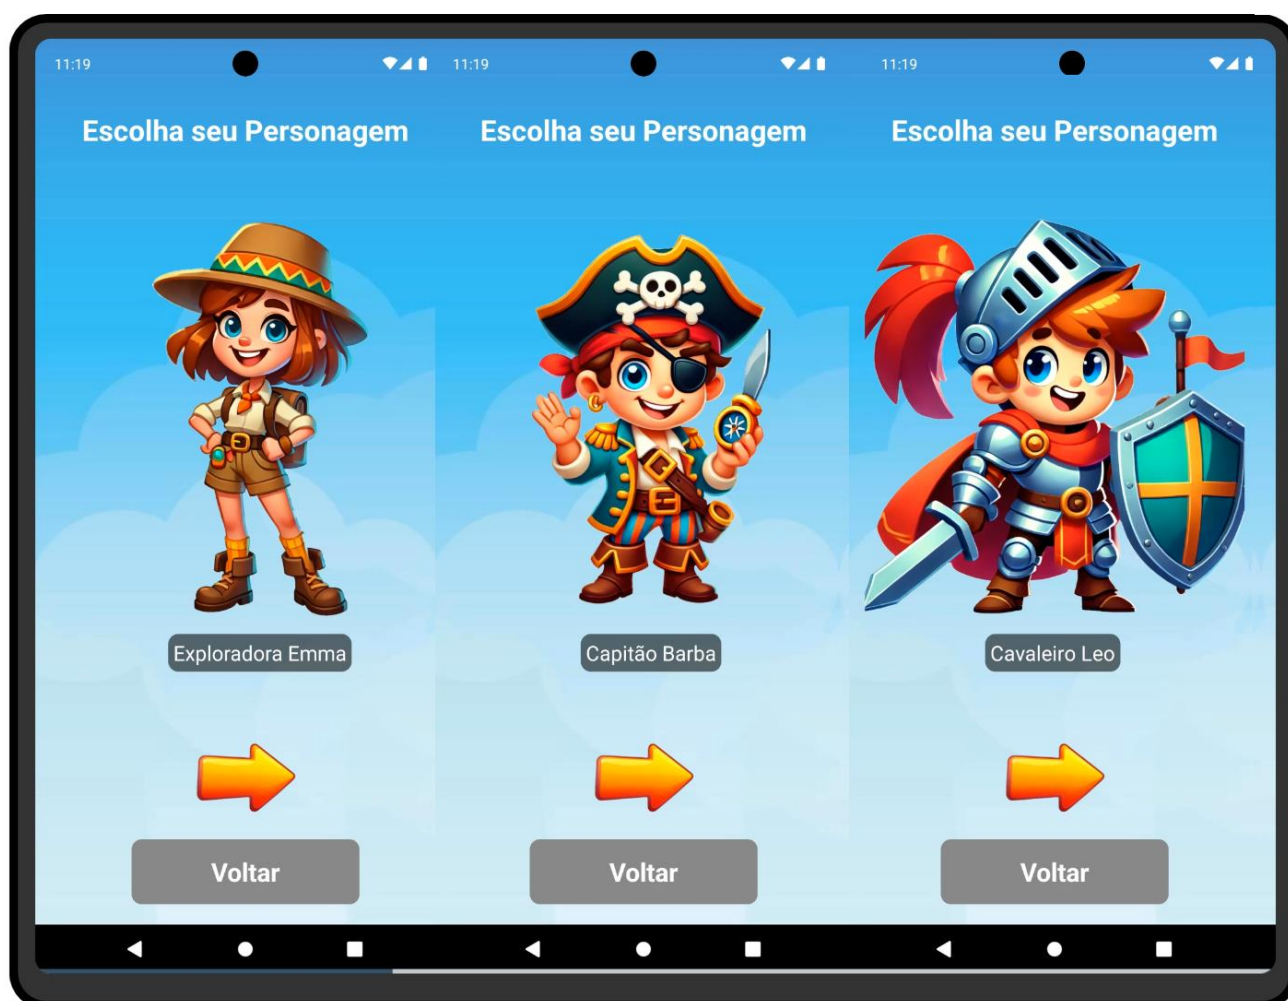 11:19
Escolha seu Personagem
Exploradora Emma
Voltar
11:19
Escolha seu Personagem
Capitão Barba
Voltar
11:19
Escolha seu Personagem
Cavaleiro Leo
Voltar